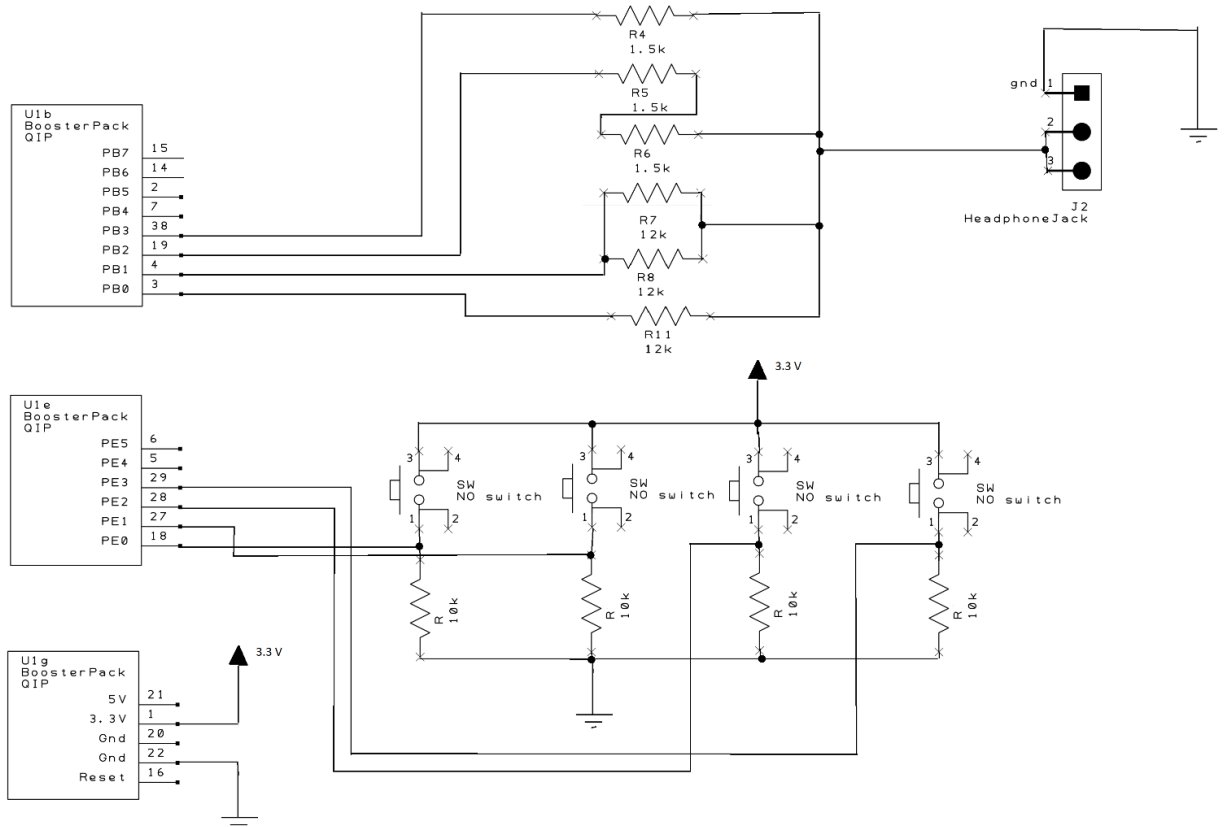 R4
1.5k
R5
1.5k
R6
1.5k
R7
12k
R8
12k
R11
12k
U1b
BoosterPack
QIP
PB7 15
PB6 14
PB5 2
PB4 7
PB3 38
PB2 19
PB1 4
PB0 3
gnd 1
2
3
J2
HeadphoneJack
3.3 V
U1e
BoosterPack
QIP
PE5 6
PE4 5
PE3 29
PE2 28
PE1 27
PE0 18
3 4
SW
NO switch
1 2
R
10k
3 4
SW
NO switch
1 2
R
10k
3 4
SW
NO switch
1 2
R
10k
3 4
SW
NO switch
1 2
R
10k
U1g
BoosterPack
QIP
5V 21
3.3V 1
Gnd 20
Gnd 22
Reset 16
3.3 V